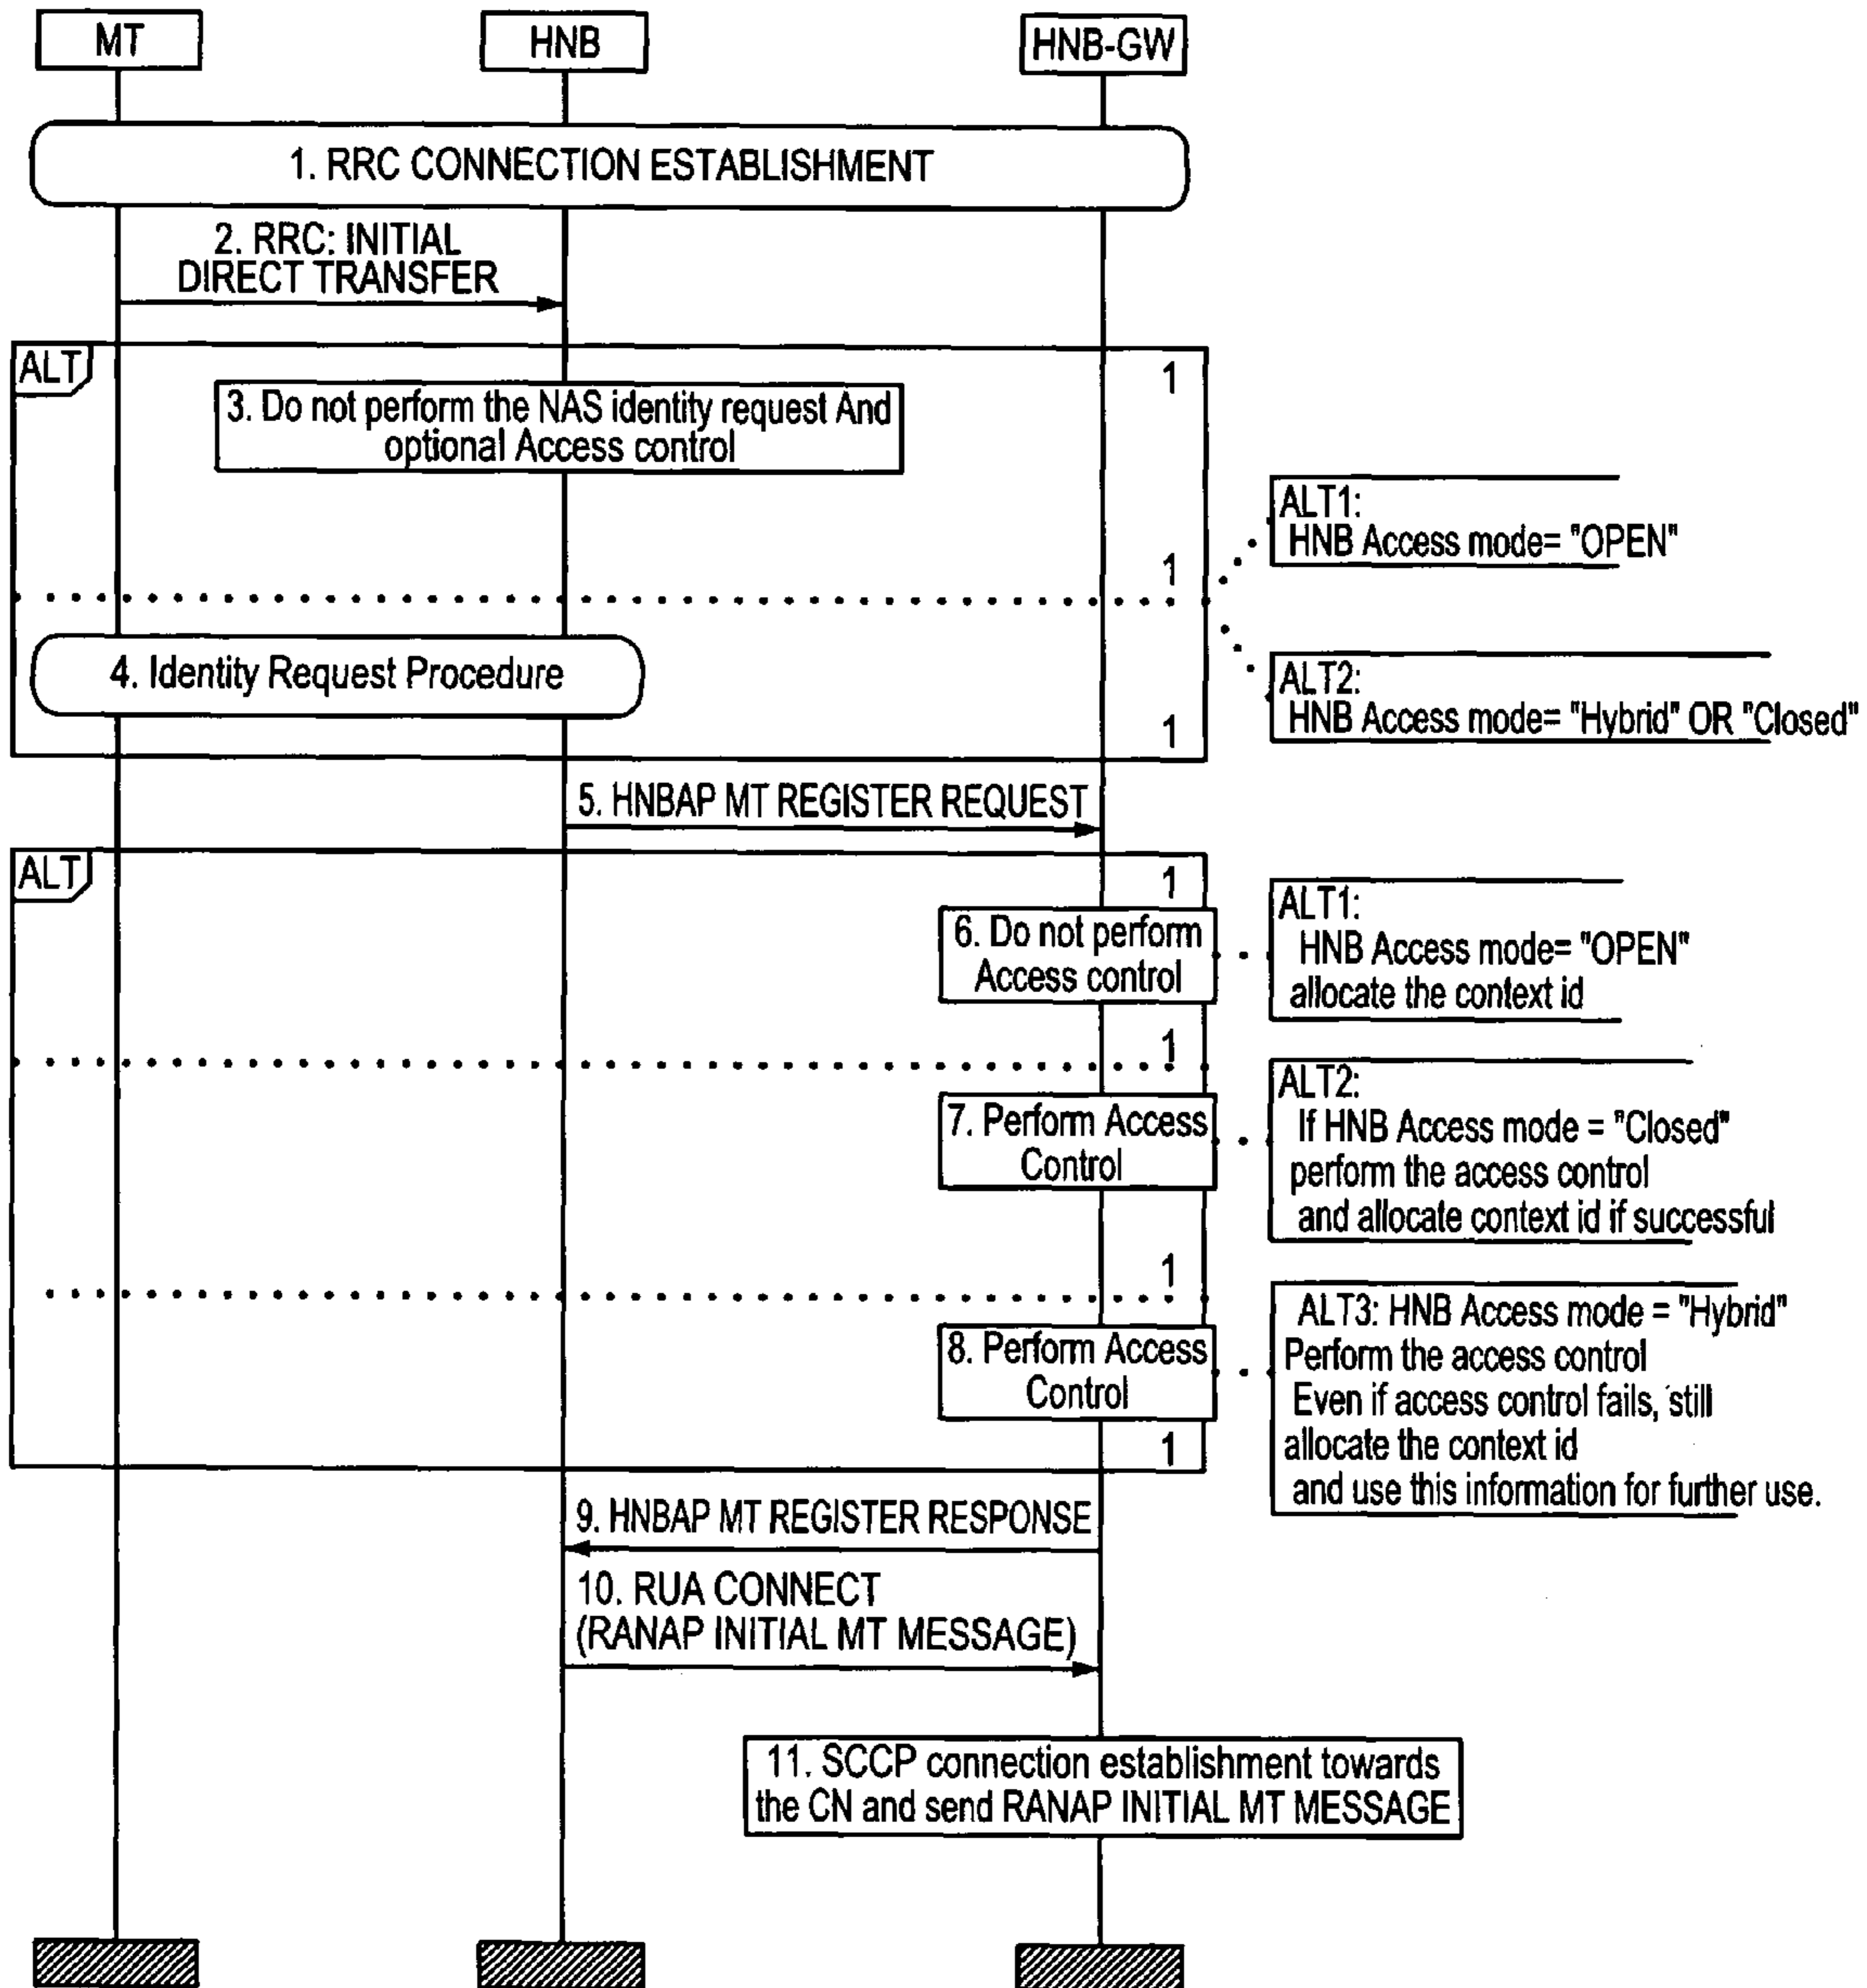 MT
HNB
HNB-GW
1. RRC CONNECTION ESTABLISHMENT
2. RRC: INITIAL
DIRECT TRANSFER
ALT
1
3. Do not perform the NAS identity request And
optional Access control
ALT1:
HNB Access mode= "OPEN"
1
4. Identity Request Procedure
ALT2:
HNB Access mode= "Hybrid" OR "Closed"
1
5. HNBAP MT REGISTER REQUEST
ALT
1
6. Do not perform
Access control
ALT1:
HNB Access mode= "OPEN"
allocate the context id
1
7. Perform Access
Control
ALT2:
If HNB Access mode = "Closed"
perform the access control
and allocate context id if successful
1
8. Perform Access
Control
ALT3: HNB Access mode = "Hybrid"
Perform the access control
Even if access control fails, still
allocate the context id
and use this information for further use.
1
9. HNBAP MT REGISTER RESPONSE
10. RUA CONNECT
(RANAP INITIAL MT MESSAGE)
11. SCCP connection establishment towards
the CN and send RANAP INITIAL MT MESSAGE